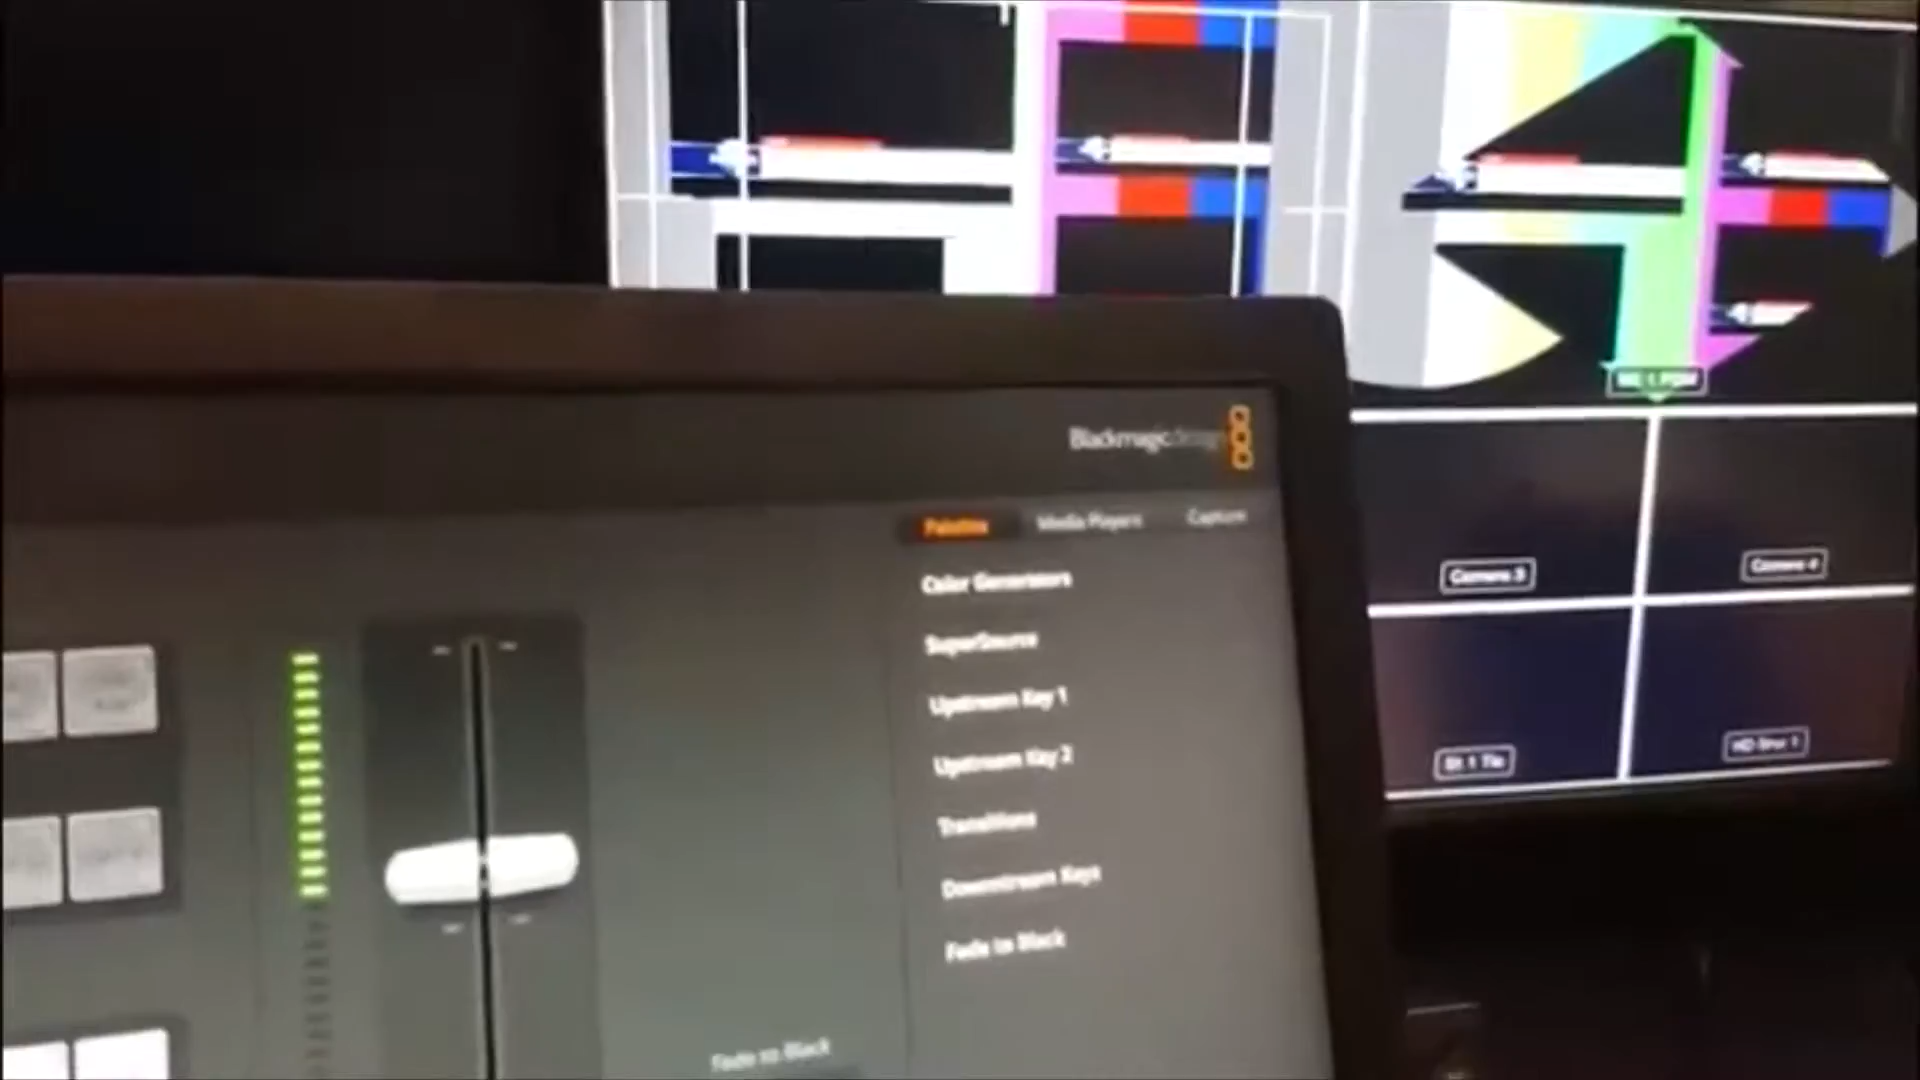 Blackmagicdesign
Palettes Media Players Capture
Color Generators
SuperSource
Upstream Key 1
Upstream Key 2
Transitions
Downstream Keys
Fade to Black
Fade to Black
Camera 3
Camera 4